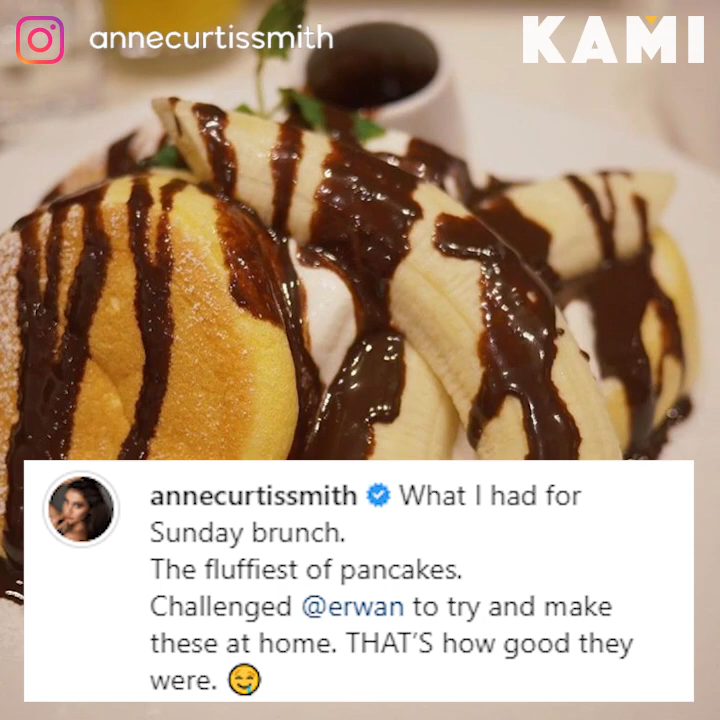 annecurtissmith
KAMI
annecurtissmith What I had for
Sunday brunch.
The fluffiest of pancakes.
Challenged @erwan to try and make
these at home. THAT'S how good they
were. 🤤